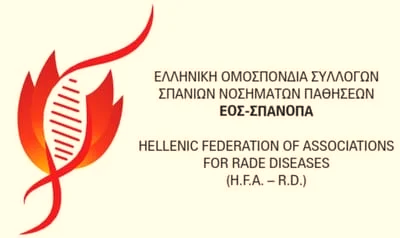 ΕΛΛΗΝΙΚΗ ΟΜΟΣΠΟΝΔΙΑ ΣΥΛΛΟΓΩΝ
ΣΠΑΝΙΩΝ ΝΟΣΗΜΑΤΩΝ ΠΑΘΗΣΕΩΝ
ΕΟΣ-ΣΠΑΝΟΠΑ
HELLENIC FEDERATION OF ASSOCIATIONS
FOR RADE DISEASES
(H.F.A. – R.D.)